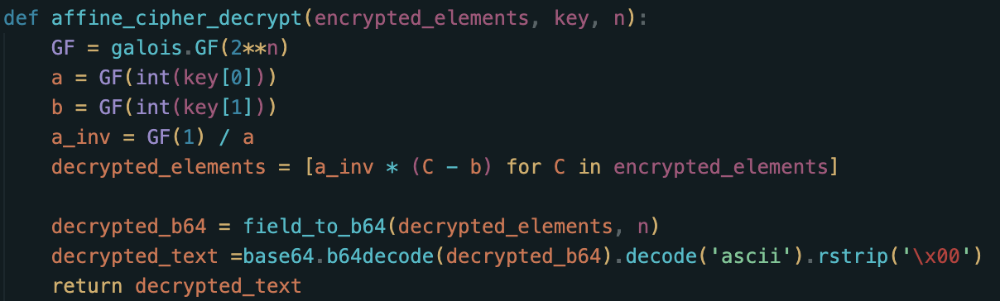 def affine_cipher_decrypt(encrypted_elements, key, n):
    GF = galois.GF(2**n)
    a = GF(int(key[0]))
    b = GF(int(key[1]))
    a_inv = GF(1) / a
    decrypted_elements = [a_inv * (C - b) for C in encrypted_elements]

    decrypted_b64 = field_to_b64(decrypted_elements, n)
    decrypted_text =base64.b64decode(decrypted_b64).decode('ascii').rstrip('\x00')
    return decrypted_text